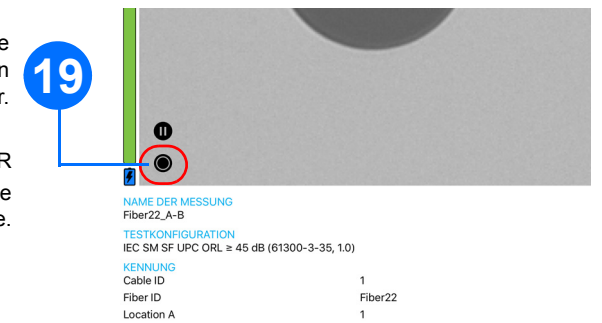 e
n
r.
19
R
e
e.
NAME DER MESSUNG
Fiber22_A-B
TESTKONFIGURATION
IEC SM SF UPC ORL ≥ 45 dB (61300-3-35, 1.0)
KENNUNG
Cable ID 1
Fiber ID Fiber22
Location A 1